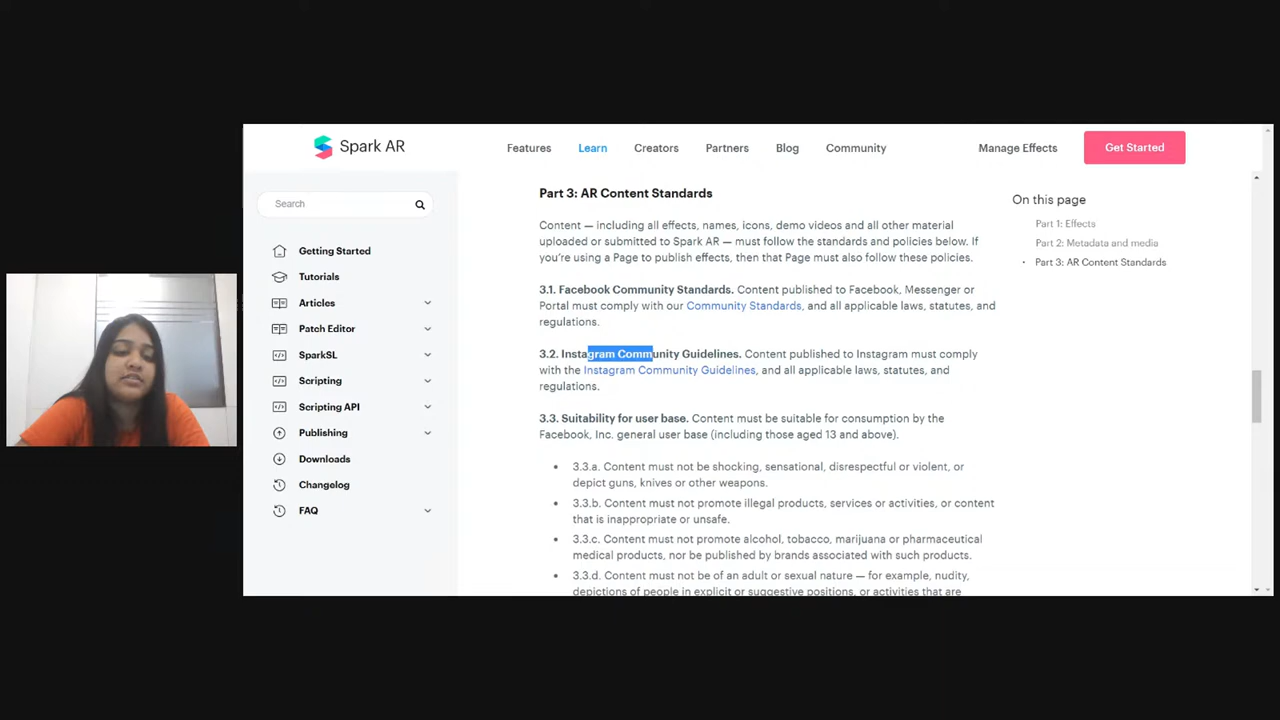 Spark AR
Features Learn Creators Partners Blog Community Manage Effects Get Started
Search
Getting Started
Tutorials
Articles
Patch Editor
SparkSL
Scripting
Scripting API
Publishing
Downloads
Changelog
FAQ
Part 3: AR Content Standards
Content — including all effects, names, icons, demo videos and all other material
uploaded or submitted to Spark AR — must follow the standards and policies below. If
you're using a Page to publish effects, then that Page must also follow these policies.
3.1. Facebook Community Standards. Content published to Facebook, Messenger or
Portal must comply with our Community Standards, and all applicable laws, statutes, and
regulations.
3.2. Instagram Community Guidelines. Content published to Instagram must comply
with the Instagram Community Guidelines, and all applicable laws, statutes, and
regulations.
3.3. Suitability for user base. Content must be suitable for consumption by the
Facebook, Inc. general user base (including those aged 13 and above).
3.3.a. Content must not be shocking, sensational, disrespectful or violent, or
depict guns, knives or other weapons.
3.3.b. Content must not promote illegal products, services or activities, or content
that is inappropriate or unsafe.
3.3.c. Content must not promote alcohol, tobacco, marijuana or pharmaceutical
medical products, nor be published by brands associated with such products.
3.3.d. Content must not be of an adult or sexual nature — for example, nudity,
depictions of people in explicit or suggestive positions, or activities that are
On this page
Part 1: Effects
Part 2: Metadata and media
Part 3: AR Content Standards